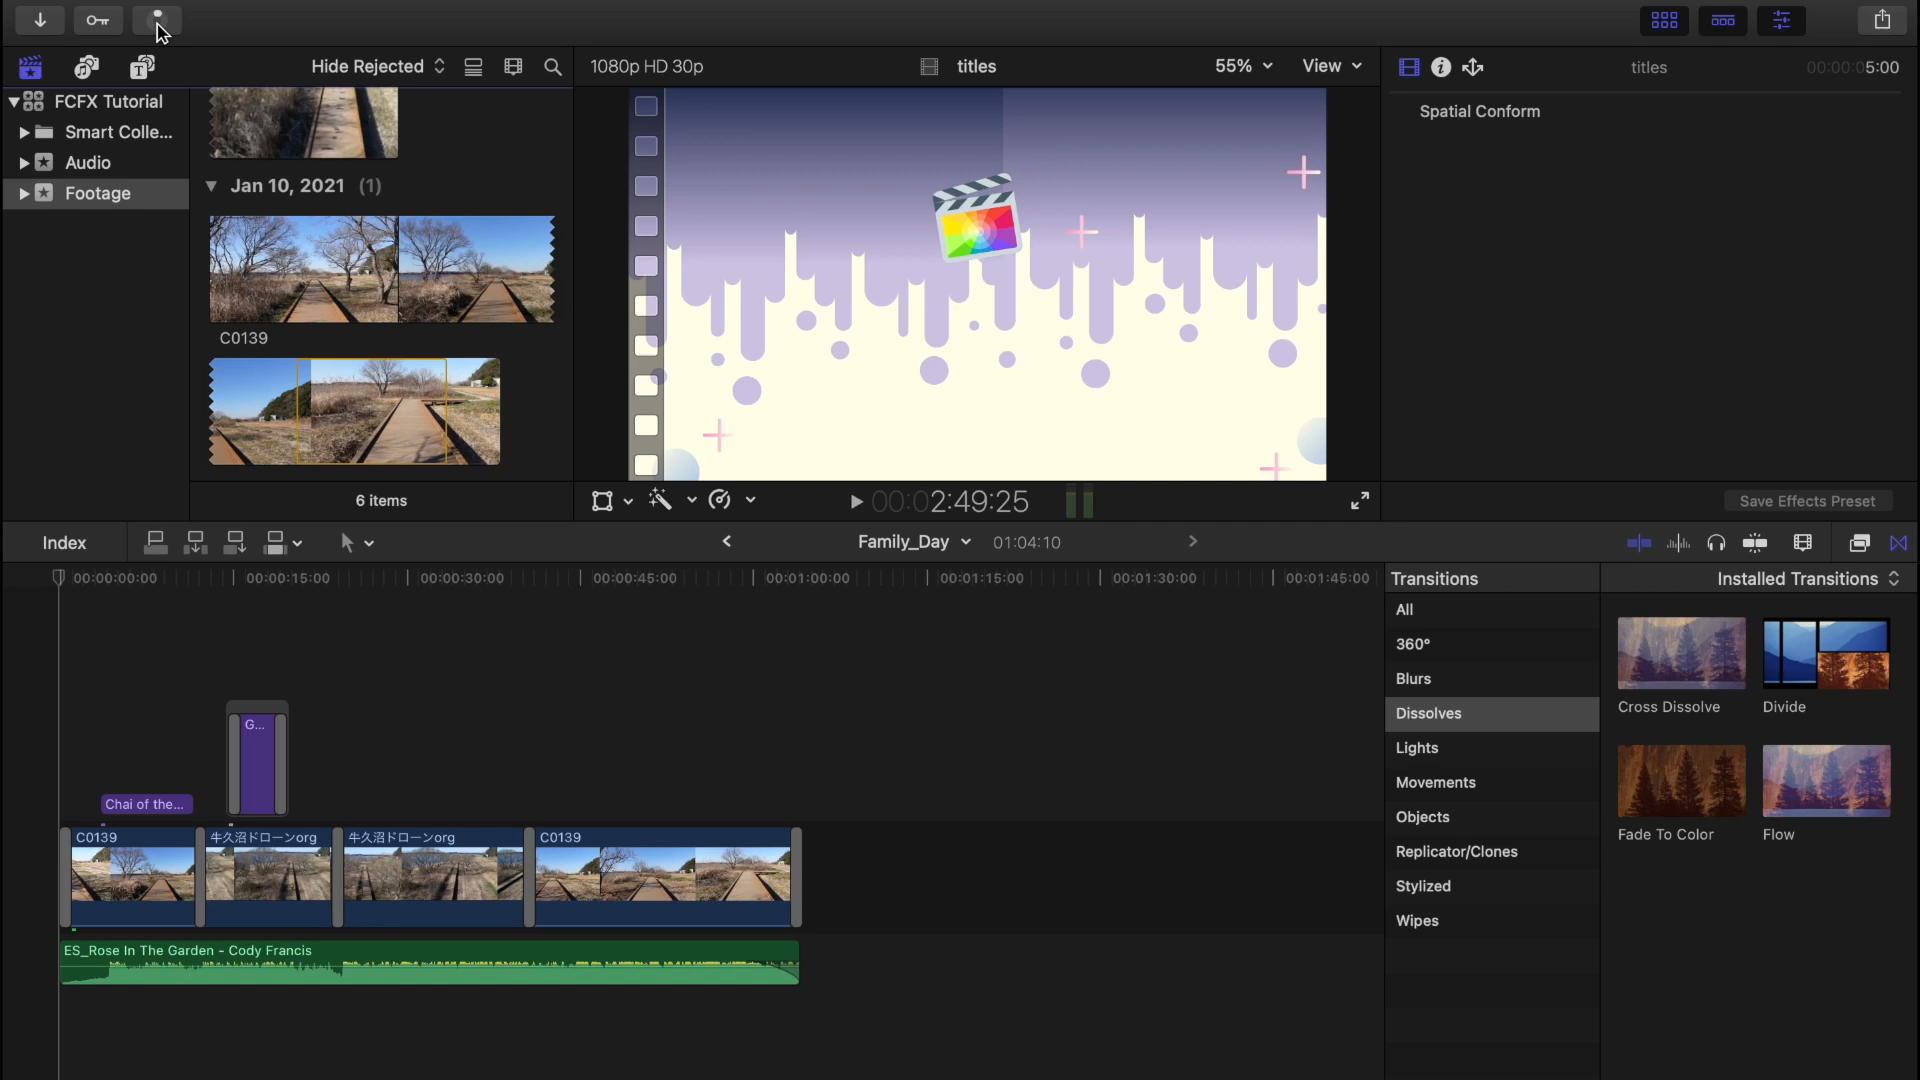 Hide Rejected
1080p HD 30p
titles
55%
View
titles
00:00:05:00
FCFX Tutorial
Smart Colle...
Audio
Footage
Jan 10, 2021 (1)
C0139
6 items
Spatial Conform
00:02:49:25
Save Effects Preset
Index
Family_Day
01:04:10
00:00:00:00
00:00:15:00
00:00:30:00
00:00:45:00
00:01:00:00
00:01:15:00
00:01:30:00
00:01:45:00
Transitions
Installed Transitions
All
360°
Blurs
Dissolves
Lights
Movements
Objects
Replicator/Clones
Stylized
Wipes
Cross Dissolve
Divide
Fade To Color
Flow
G...
Chai of the...
C0139
牛久沼ドローンorg
牛久沼ドローンorg
C0139
ES_Rose In The Garden - Cody Francis